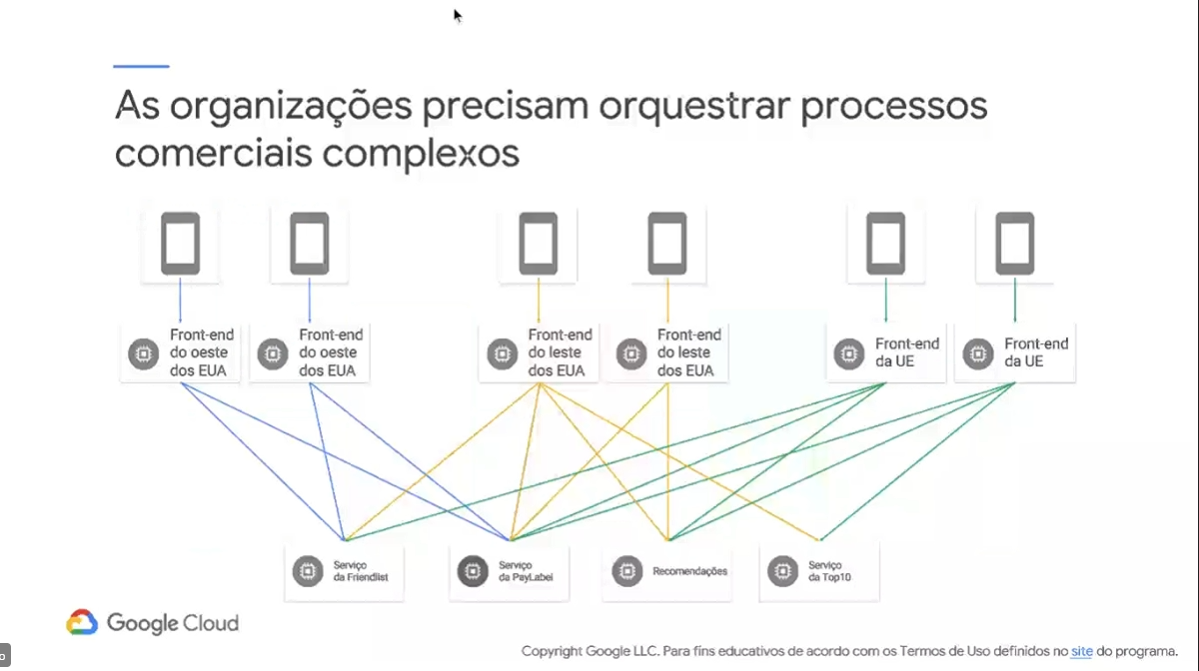 As organizações precisam orquestrar processos
comerciais complexos
Front-end
do oeste
dos EUA
Front-end
do oeste
dos EUA
Front-end
do leste
dos EUA
Front-end
do leste
dos EUA
Front-end
da UE
Front-end
da UE
Serviço
da Friendlist
Serviço
da PayLabel
Recomendações
Serviço
da Top10
Google Cloud
Copyright Google LLC. Para fins educativos de acordo com os Termos de Uso definidos no site do programa.
o